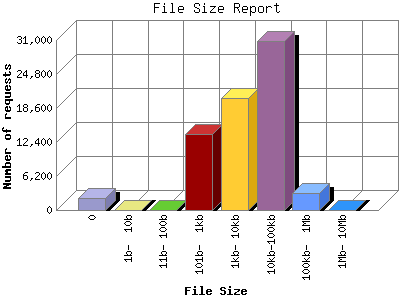 File Size Report
Number of requests
31,000
24,800
18,600
12,400
6,200
0
0
1b- 10b
11b- 100b
101b- 1kb
1kb- 10kb
10kb-100kb
100kb- 1Mb
1Mb- 10Mb
File Size